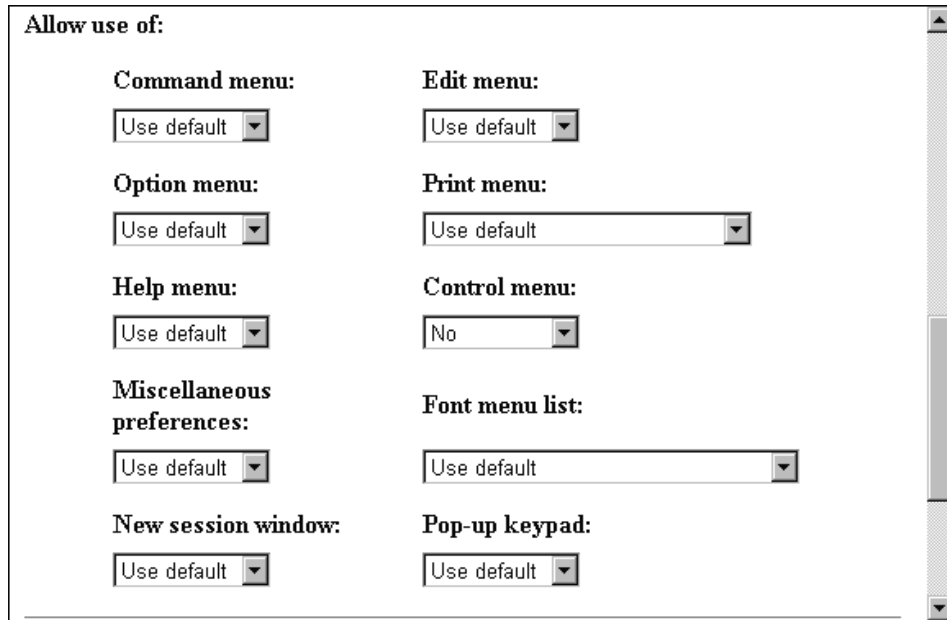 Allow use of:
Command menu: Edit menu:
Use default Use default
Option menu: Print menu:
Use default Use default
Help menu: Control menu:
Use default No
Miscellaneous
preferences: Font menu list:
Use default Use default
New session window: Pop-up keypad:
Use default Use default